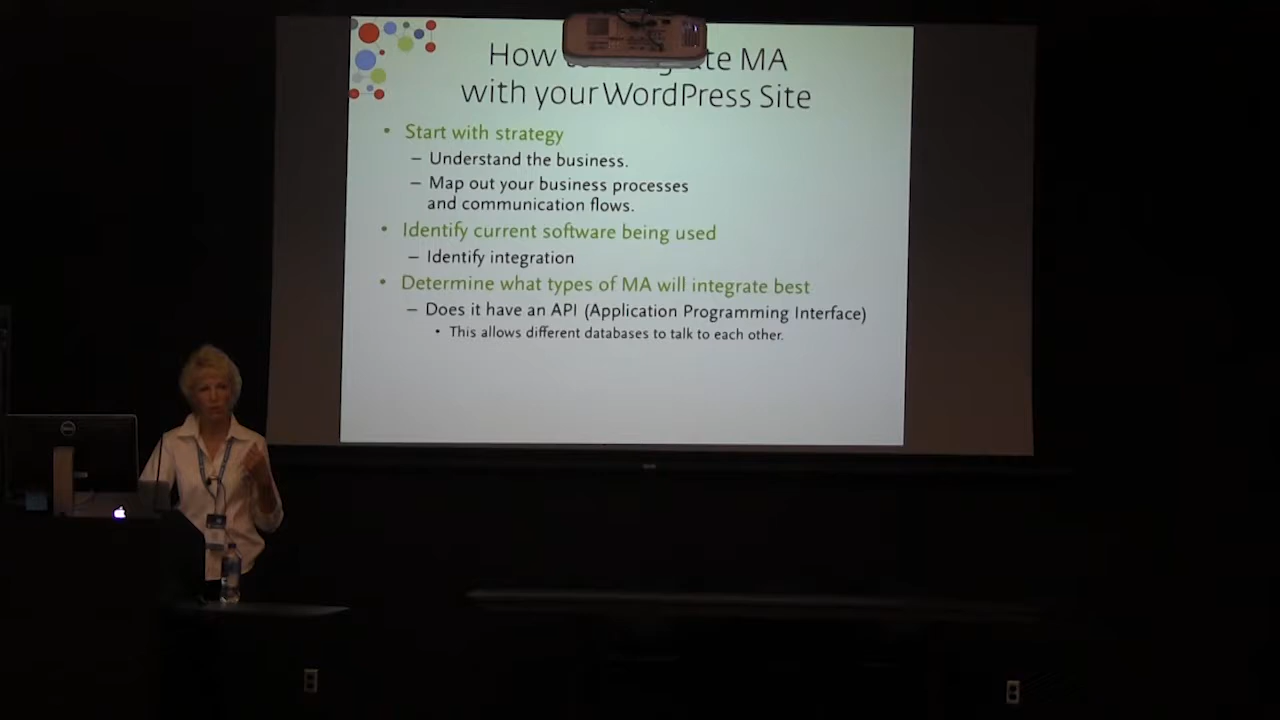 How te MA
with your WordPress Site
• Start with strategy
– Understand the business.
– Map out your business processes
and communication flows.
• Identify current software being used
– Identify integration
• Determine what types of MA will integrate best
– Does it have an API (Application Programming Interface)
• This allows different databases to talk to each other.
DELL